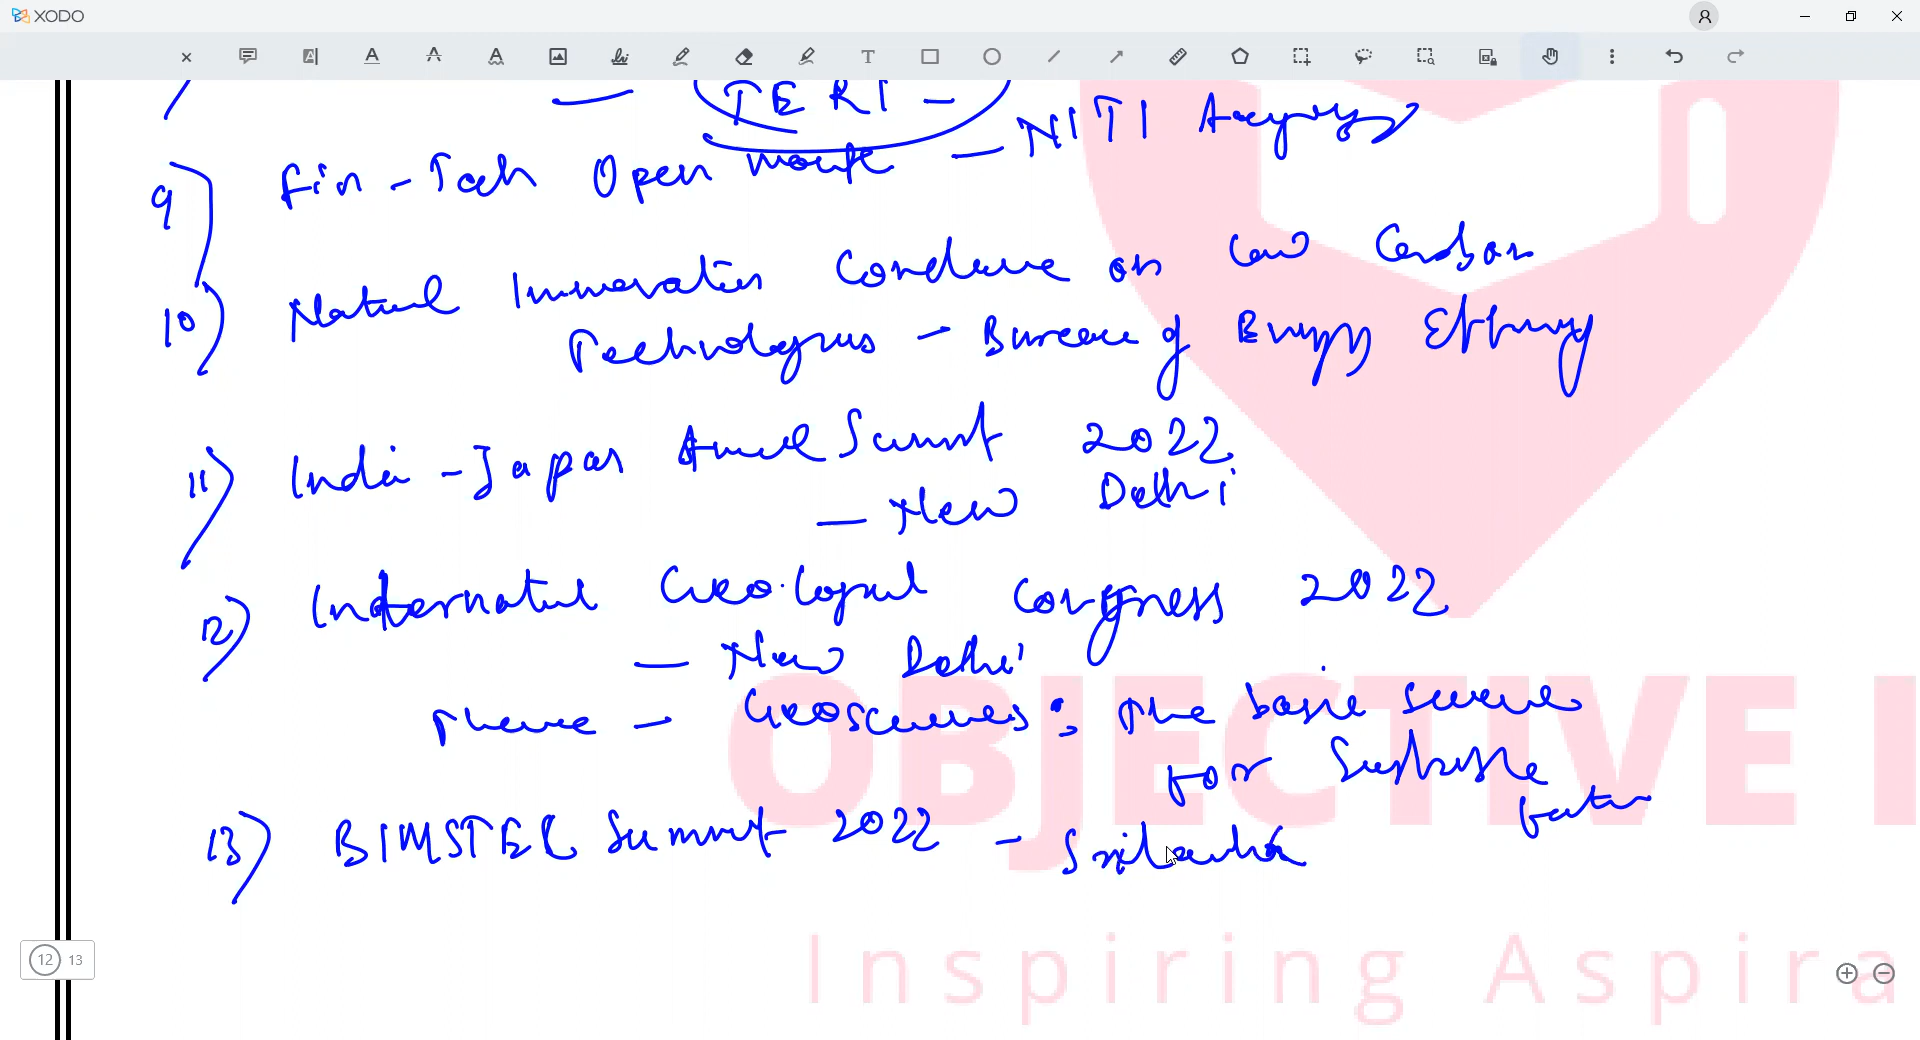 XODO
— TERI —
9) Fin-Tech Open month — NITI Aayog
10) National Innovation Conclave on Low Carbon
Technologies — Bureau of Energy Efficiency
11) India - Japan Annual Summit 2022
— New Delhi
12) International Geological Congress 2022
— New Delhi
Theme — Geosciences : The basic science
for Sustainable
future
13) BIMSTEC Summit 2022 — Srilanka
OBJECTIVE I
Inspiring Aspira
12 13